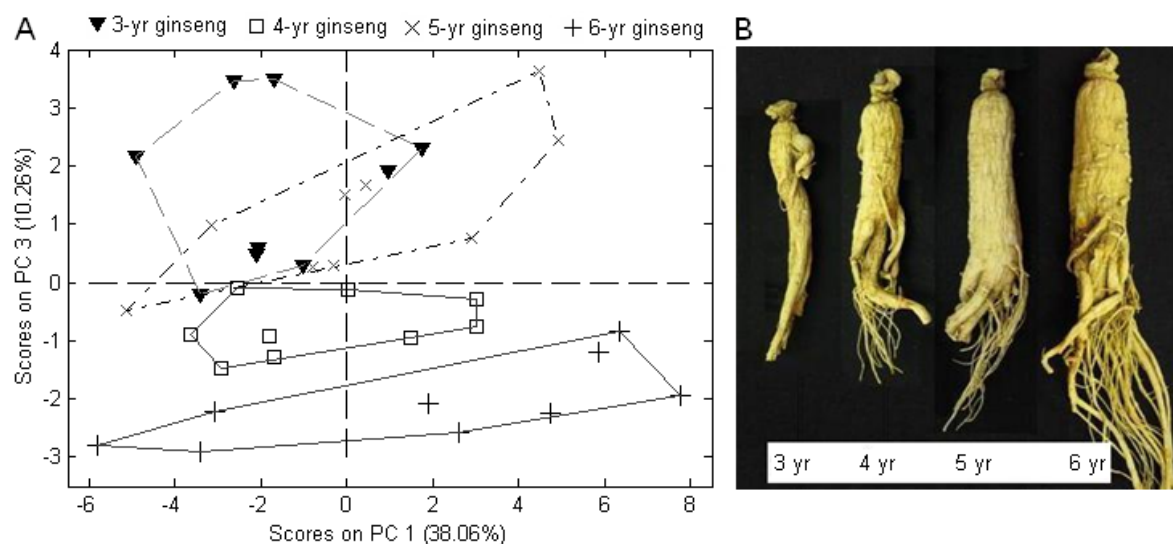 A
▼ 3-yr ginseng □ 4-yr ginseng × 5-yr ginseng + 6-yr ginseng
4
3
2
1
0
-1
-2
-3
Scores on PC 3 (10.26%)
-6 -4 -2 0 2 4 6 8
Scores on PC 1 (38.06%)
B
3 yr 4 yr 5 yr 6 yr